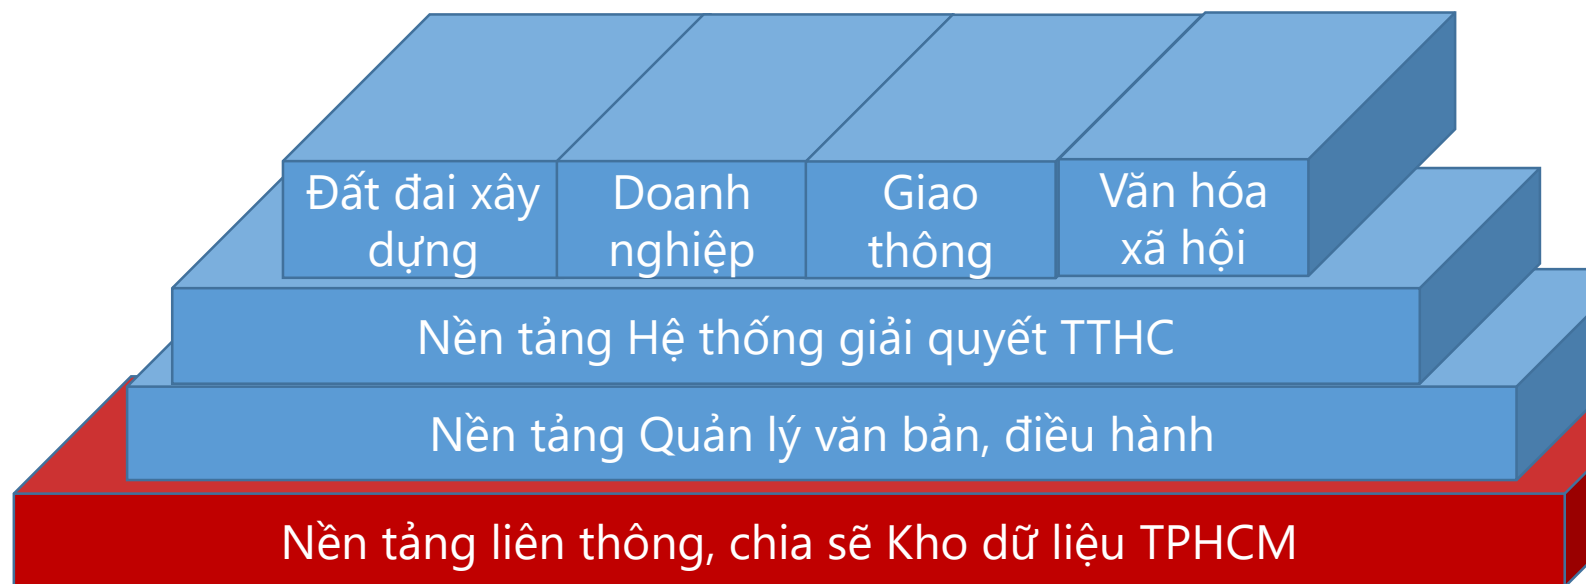 Đất đai xây
dựng
Doanh
nghiệp
Giao
thông
Văn hóa
xã hội
Nền tảng Hệ thống giải quyết TTHC
Nền tảng Quản lý văn bản, điều hành
Nền tảng liên thông, chia sẽ Kho dữ liệu TPHCM